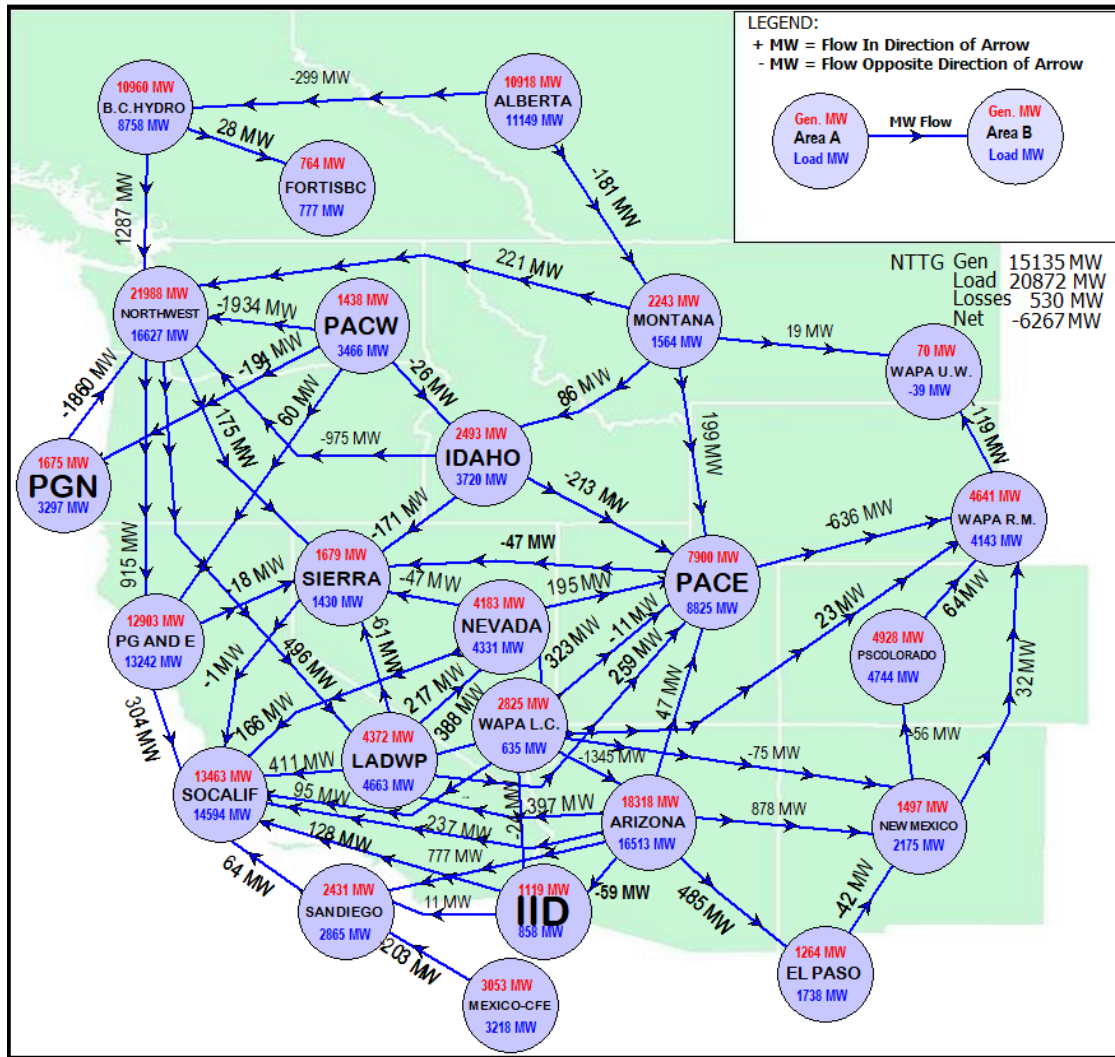 LEGEND:
+ MW = Flow In Direction of Arrow
- MW = Flow Opposite Direction of Arrow
Gen. MW
Area A
Load MW
MW Flow
Gen. MW
Area B
Load MW
NTTG Gen 15135 MW
Load 20872 MW
Losses 530 MW
Net -6267 MW
10960 MW
B.C.HYDRO
8758 MW
-299 MW
10918 MW
ALBERTA
11149 MW
28 MW
764 MW
FORTISBC
777 MW
-181 MW
1287 MW
221 MW
21988 MW
NORTHWEST
16627 MW
-1934 MW
1438 MW
PACW
3466 MW
2243 MW
MONTANA
1564 MW
19 MW
70 MW
WAPA U.W.
-39 MW
-191 MW
-26 MW
86 MW
-1860 MW
175 MW
60 MW
-975 MW
199 MW
-119 MW
1675 MW
PGN
3297 MW
2493 MW
IDAHO
3720 MW
-213 MW
4641 MW
WAPA R.M.
4143 MW
-636 MW
-171 MW
915 MW
-47 MW
1679 MW
SIERRA
1430 MW
-47 MW
195 MW
7900 MW
PACE
8825 MW
-18 MW
64 MW
23 MW
12903 MW
PG AND E
13242 MW
4183 MW
NEVADA
4331 MW
323 MW
-11 MW
259 MW
4928 MW
PSCOLORADO
4744 MW
32 MW
-61 MW
-1 MW
496 MW
217 MW
388 MW
47 MW
304 MW
-166 MW
2825 MW
WAPA L.C.
635 MW
-56 MW
4372 MW
LADWP
4663 MW
411 MW
-1345 MW
-75 MW
13463 MW
SOCALIF
14594 MW
95 MW
397 MW
18318 MW
ARIZONA
16513 MW
878 MW
1497 MW
NEW MEXICO
2175 MW
237 MW
128 MW
777 MW
64 MW
-59 MW
485 MW
-42 MW
2431 MW
SANDIEGO
2865 MW
11 MW
1119 MW
IID
858 MW
-203 MW
1264 MW
EL PASO
1738 MW
3053 MW
MEXICO-CFE
3218 MW